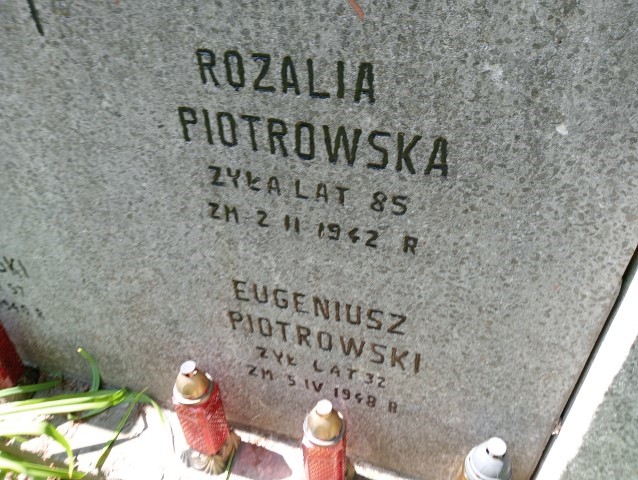 ROZALIA
PIOTROWSKA
ŻYŁA LAT 85
ZM 2 II 1942 R
EUGENIUSZ
PIOTROWSKI
ŻYŁ LAT 32
ZM 5 IV 1948 R